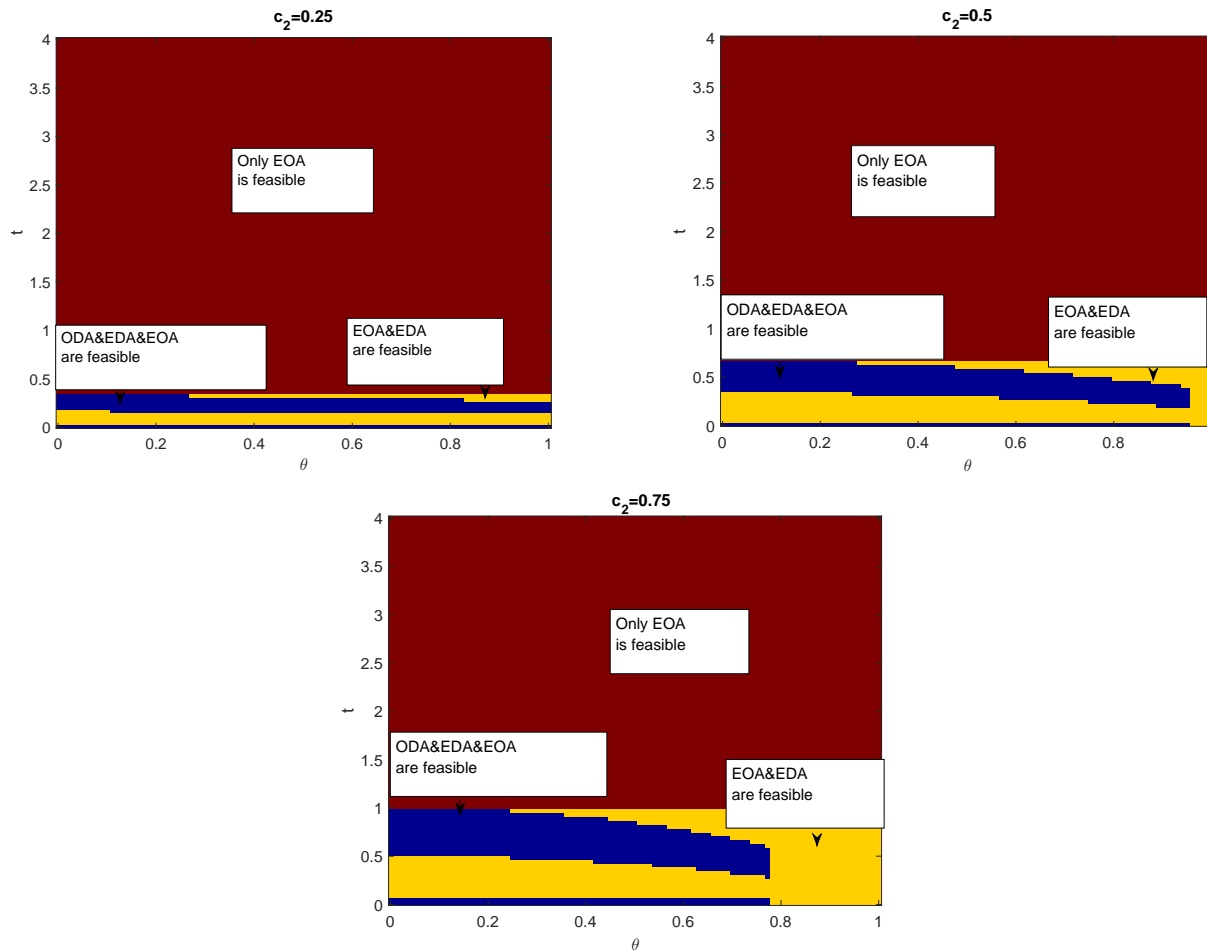 c2=0.25
4
3.5
3
2.5
2
1.5
1
0.5
0
t
Only EOA
is feasible
ODA&EDA&EOA
are feasible
EOA&EDA
are feasible
0 0.2 0.4 0.6 0.8 1
θ
c2=0.5
4
3.5
3
2.5
2
1.5
1
0.5
0
t
Only EOA
is feasible
ODA&EDA&EOA
are feasible
EOA&EDA
are feasible
0 0.2 0.4 0.6 0.8
θ
c2=0.75
4
3.5
3
2.5
2
1.5
1
0.5
0
t
Only EOA
is feasible
ODA&EDA&EOA
are feasible
EOA&EDA
are feasible
0 0.2 0.4 0.6 0.8 1
θ